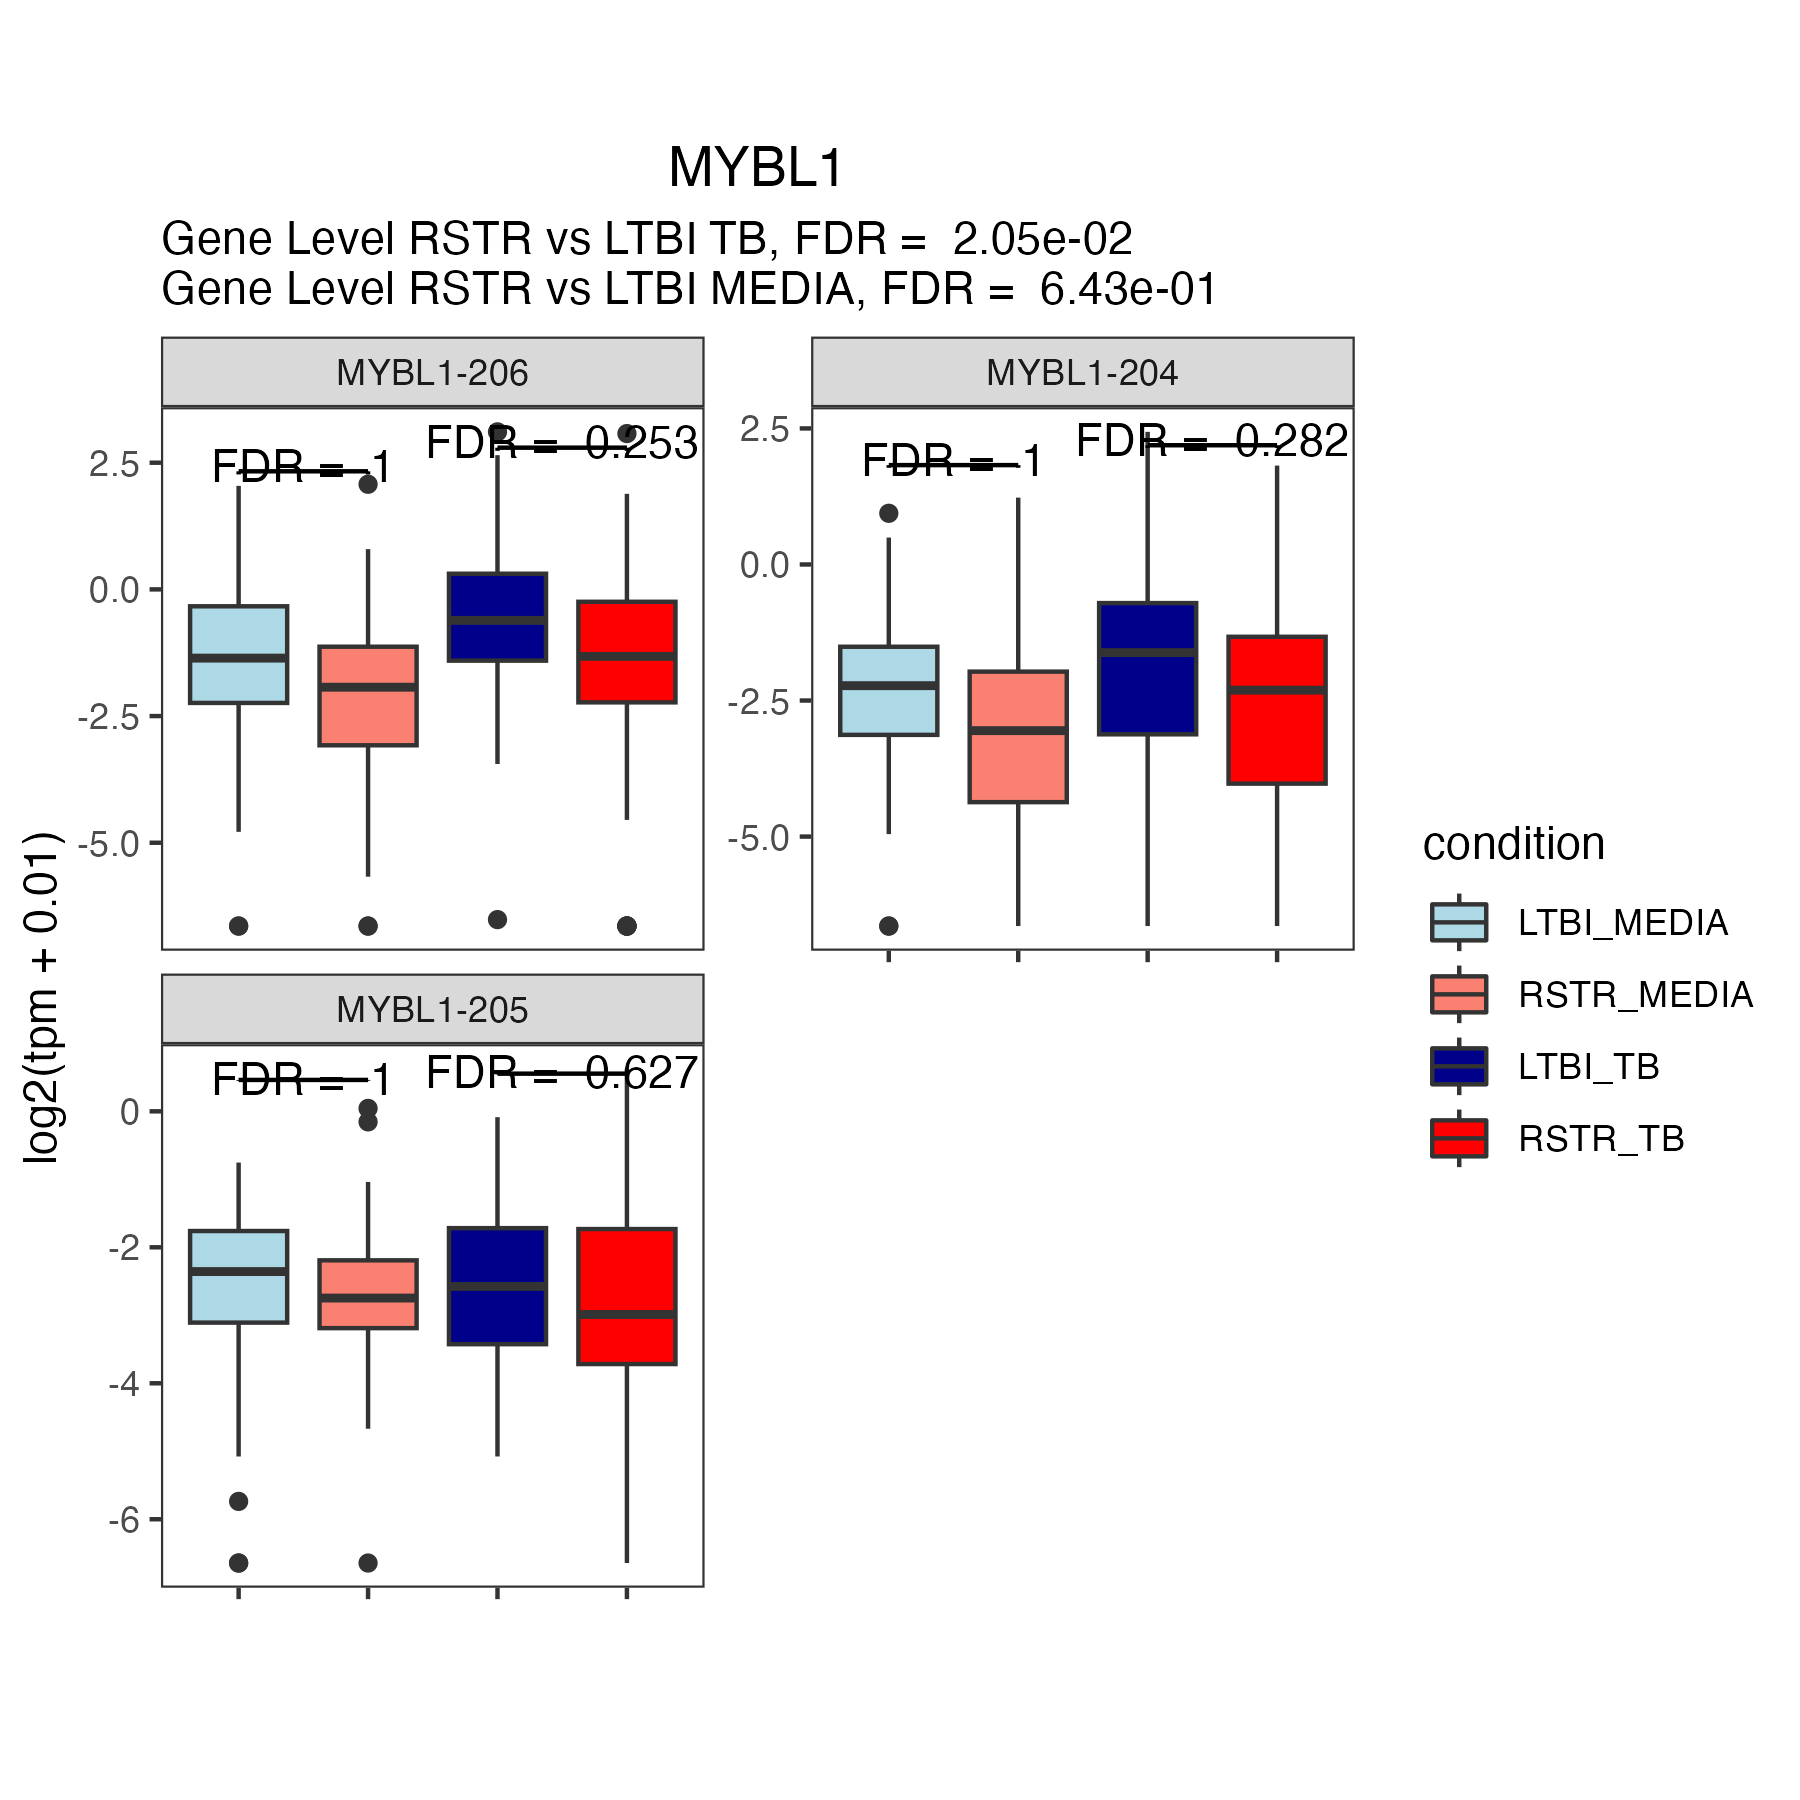 MYBL1
Gene Level RSTR vs LTBI TB, FDR =  2.05e-02
Gene Level RSTR vs LTBI MEDIA, FDR =  6.43e-01
MYBL1-206
FDR =  1
FDR =  0.253
2.5
0.0
-2.5
-5.0
MYBL1-204
FDR =  1
FDR =  0.282
2.5
0.0
-2.5
-5.0
MYBL1-205
FDR =  1
FDR =  0.627
0
-2
-4
-6
log2(tpm + 0.01)
condition
LTBI_MEDIA
RSTR_MEDIA
LTBI_TB
RSTR_TB